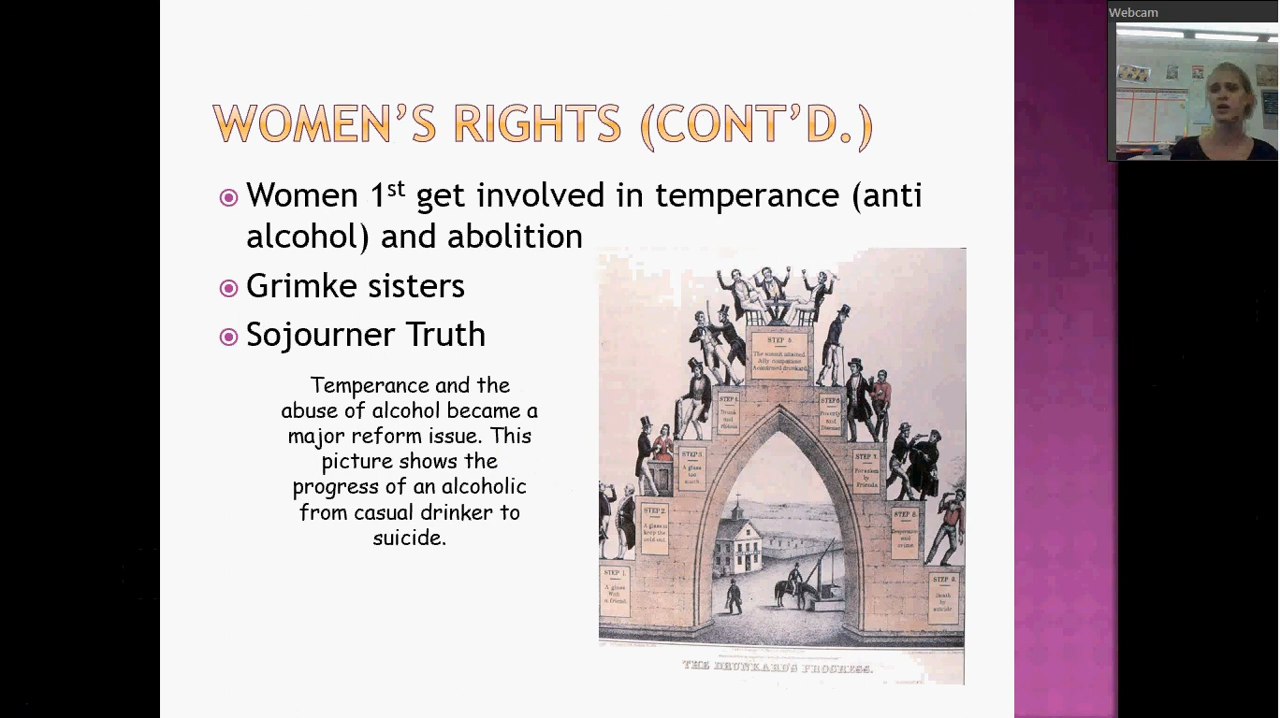 Webcam
WOMEN'S RIGHTS (CONT'D.)
Women 1st get involved in temperance (anti
alcohol) and abolition
Grimke sisters
Sojourner Truth
Temperance and the
abuse of alcohol became a
major reform issue. This
picture shows the
progress of an alcoholic
from casual drinker to
suicide.
STEP 5.
The summit attained
Jolly companions
A confirmed drunkard
STEP 4.
Drunk
and
STEP 6
Poverty
and
Disease
STEP 3.
A glass
too
much
STEP 7.
Forsaken
by
Friends
STEP 2.
A glass to
keep the
cold out.
STEP 8.
and
crime
STEP 1.
A glass
With
a friend.
STEP 9.
Death
by
suicide
THE DRUNKARDS PROGRESS.